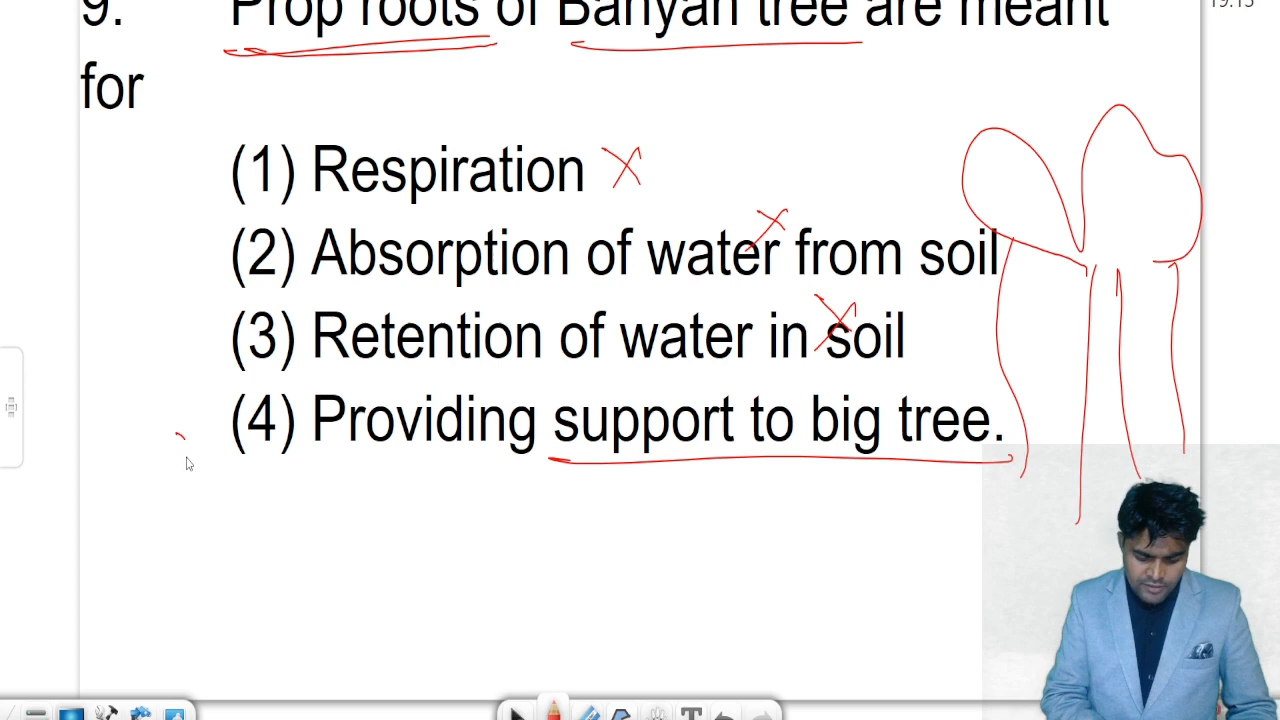 9. Prop roots of Banyan tree are meant
for
(1) Respiration
(2) Absorption of water from soil
(3) Retention of water in soil
(4) Providing support to big tree.